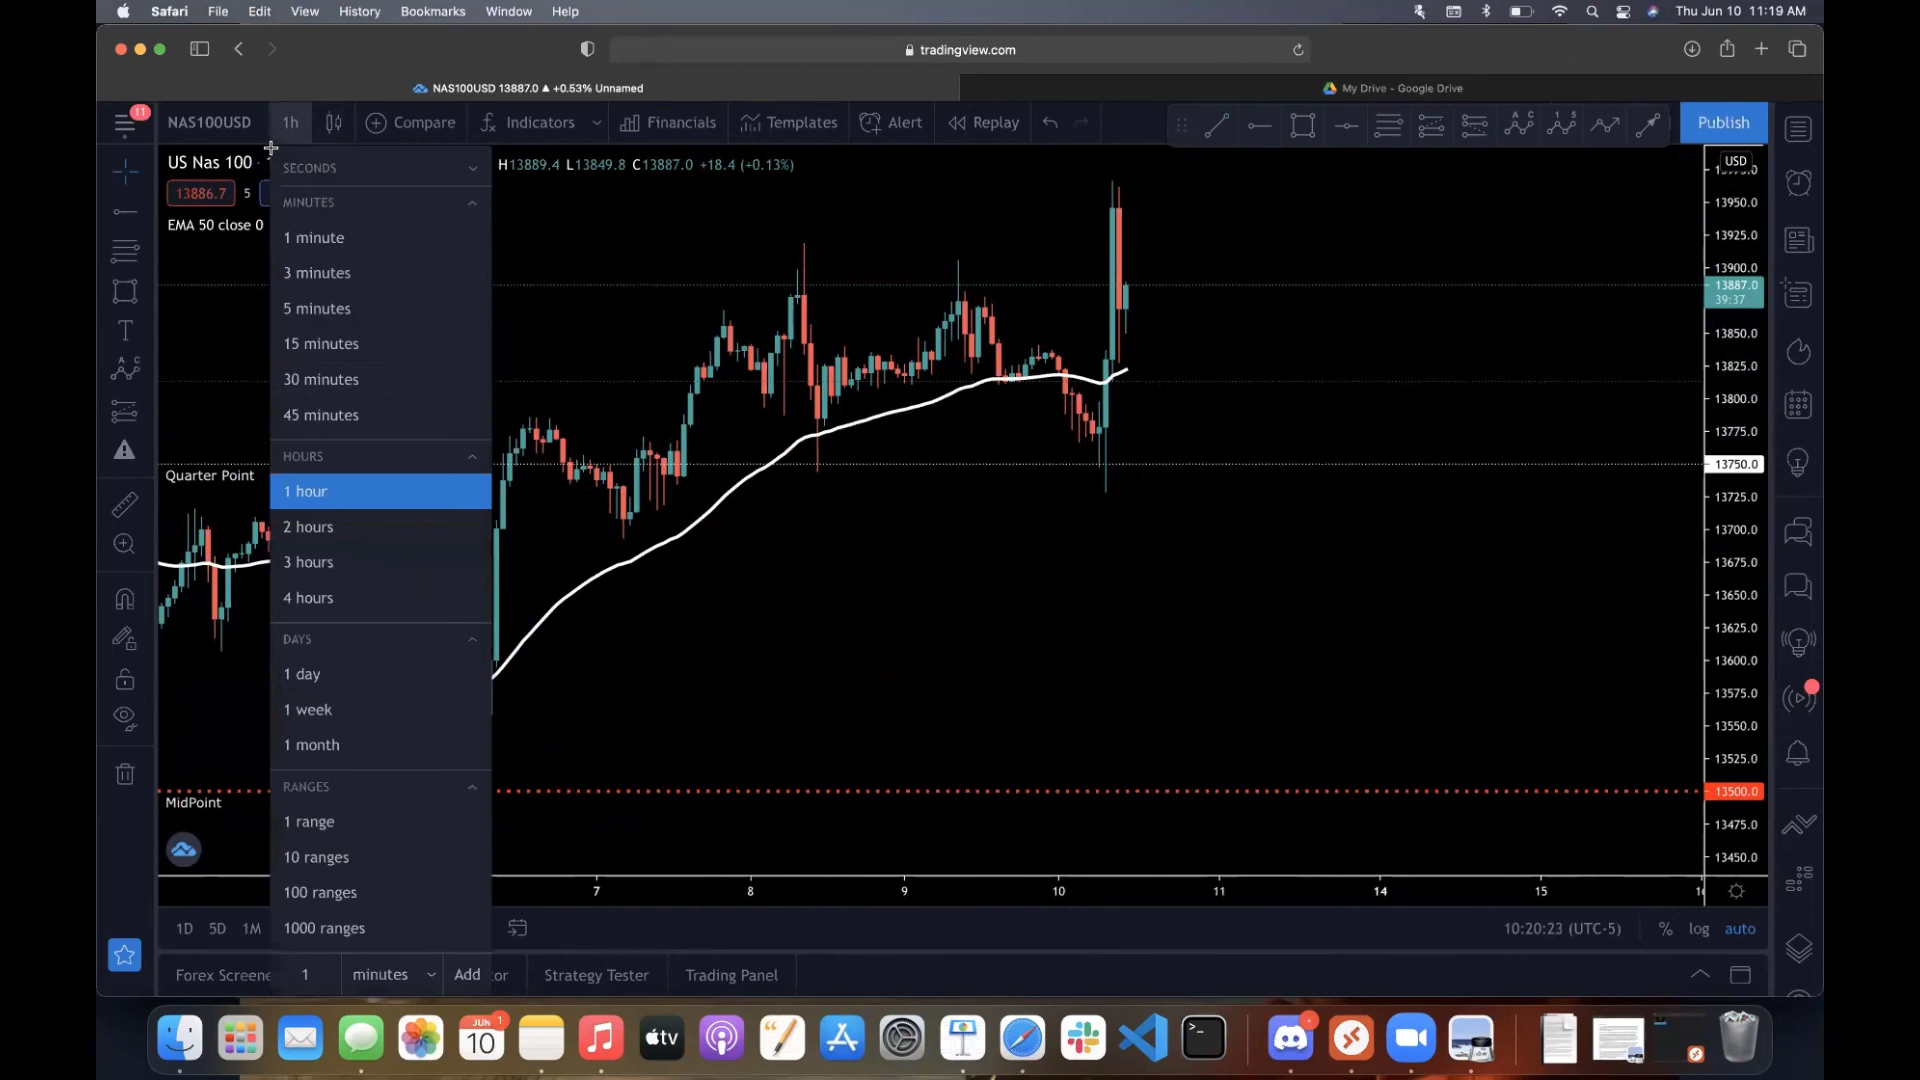 Safari File Edit View History Bookmarks Window Help Thu Jun 10 11:19 AM
tradingview.com
NAS100USD 13887.0 ▲ +0.53% Unnamed
My Drive - Google Drive
11
NAS100USD 1h Compare Indicators Financials Templates Alert Replay Publish
US Nas 100 ·
H13889.4 L13849.8 C13887.0 +18.4 (+0.13%)
13886.7 5
EMA 50 close 0
SECONDS
MINUTES
1 minute
3 minutes
5 minutes
15 minutes
30 minutes
45 minutes
HOURS
1 hour
2 hours
3 hours
4 hours
DAYS
1 day
1 week
1 month
RANGES
1 range
10 ranges
100 ranges
1000 ranges
Quarter Point
MidPoint
USD
13950.0
13925.0
13900.0
13887.0
39:37
13850.0
13825.0
13800.0
13775.0
13750.0
13725.0
13700.0
13675.0
13650.0
13625.0
13600.0
13575.0
13550.0
13525.0
13500.0
13475.0
13450.0
7 8 9 10 11 14 15
1D 5D 1M
10:20:23 (UTC-5) % log auto
Forex Screene 1 minutes Add tor Strategy Tester Trading Panel
JUN 1
10
tv